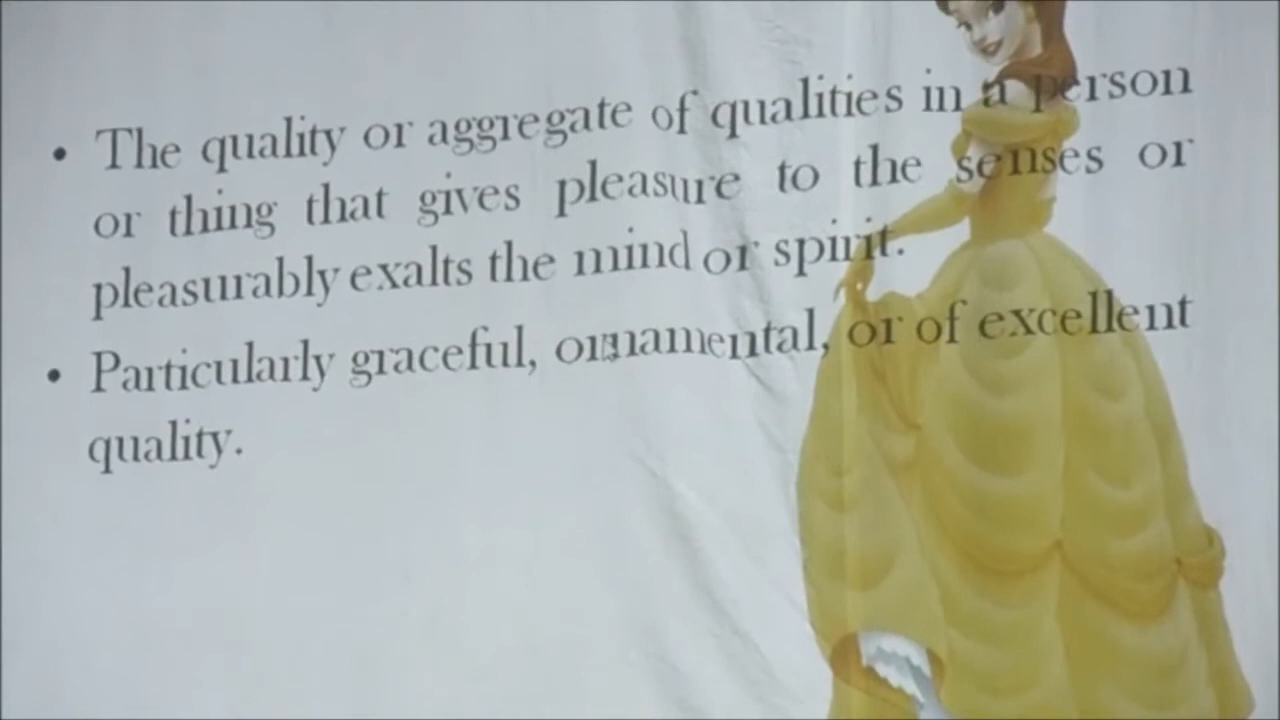 • The quality or aggregate of qualities in a person
or thing that gives pleasure to the senses or
pleasurably exalts the mind or spirit.
• Particularly graceful, ornamental, or of excellent
quality.